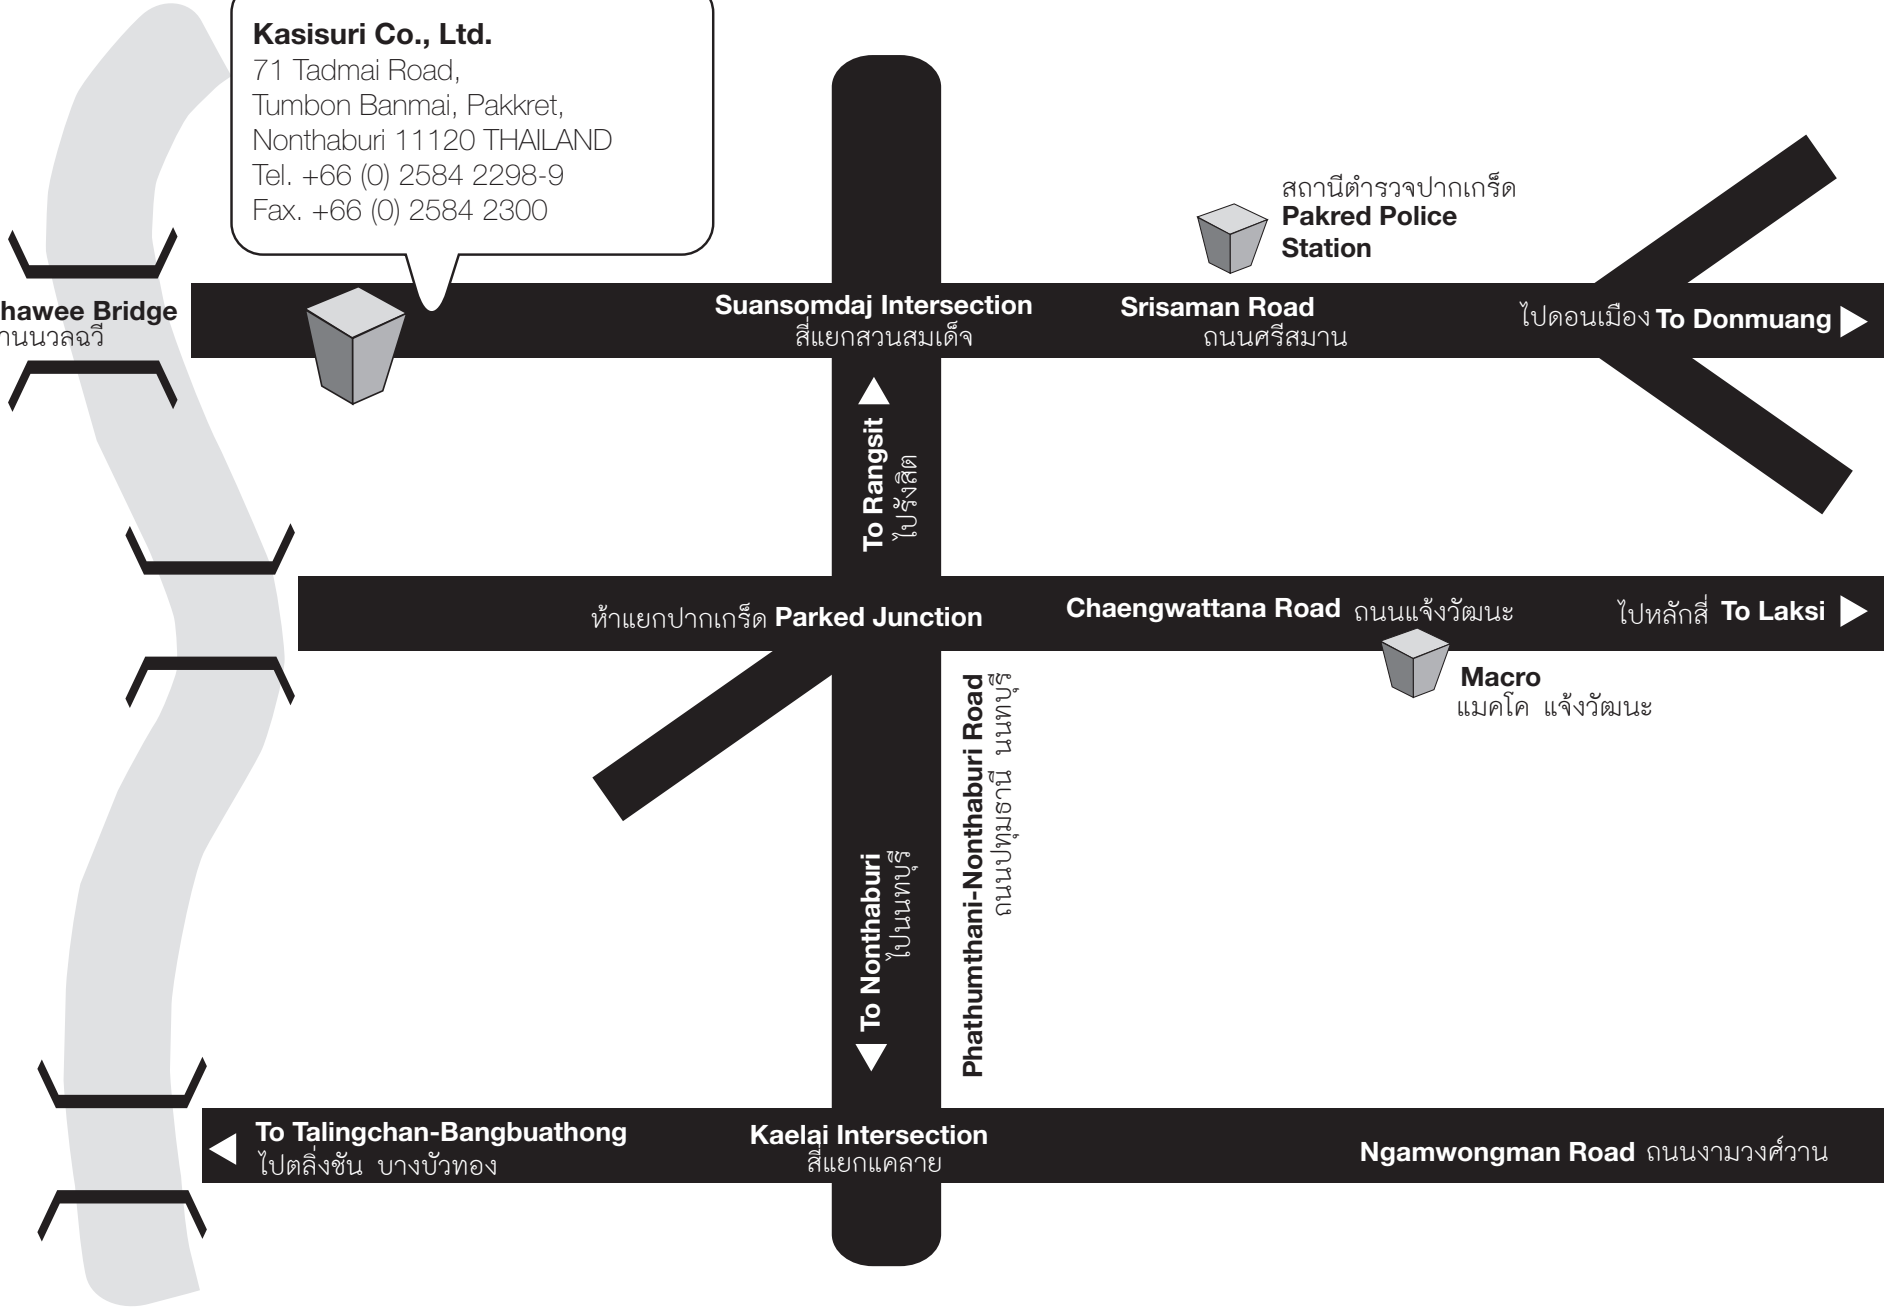 Kasisuri Co., Ltd.
71 Tadmai Road,
Tumbon Banmai, Pakkret,
Nonthaburi 11120 THAILAND
Tel. +66 (0) 2584 2298-9
Fax. +66 (0) 2584 2300
สถานีตำรวจปากเกร็ด
Pakred Police
Station
hawee Bridge
านนวลฉวี
Suansomdaj Intersection
สี่แยกสวนสมเด็จ
Srisaman Road
ถนนศรีสมาน
ไปดอนเมือง To Donmuang
To Rangsit
ไปรังสิต
ห้าแยกปากเกร็ด Parked Junction
Chaengwattana Road ถนนแจ้งวัฒนะ
ไปหลักสี่ To Laksi
Macro
แมคโค แจ้งวัฒนะ
Phathumthani-Nonthaburi Road
ถนนปทุมธานี นนทบุรี
To Nonthaburi
ไปนนทบุรี
To Talingchan-Bangbuathong
ไปตลิ่งชัน บางบัวทอง
Kaelai Intersection
สี่แยกแคลาย
Ngamwongman Road ถนนงามวงศ์วาน